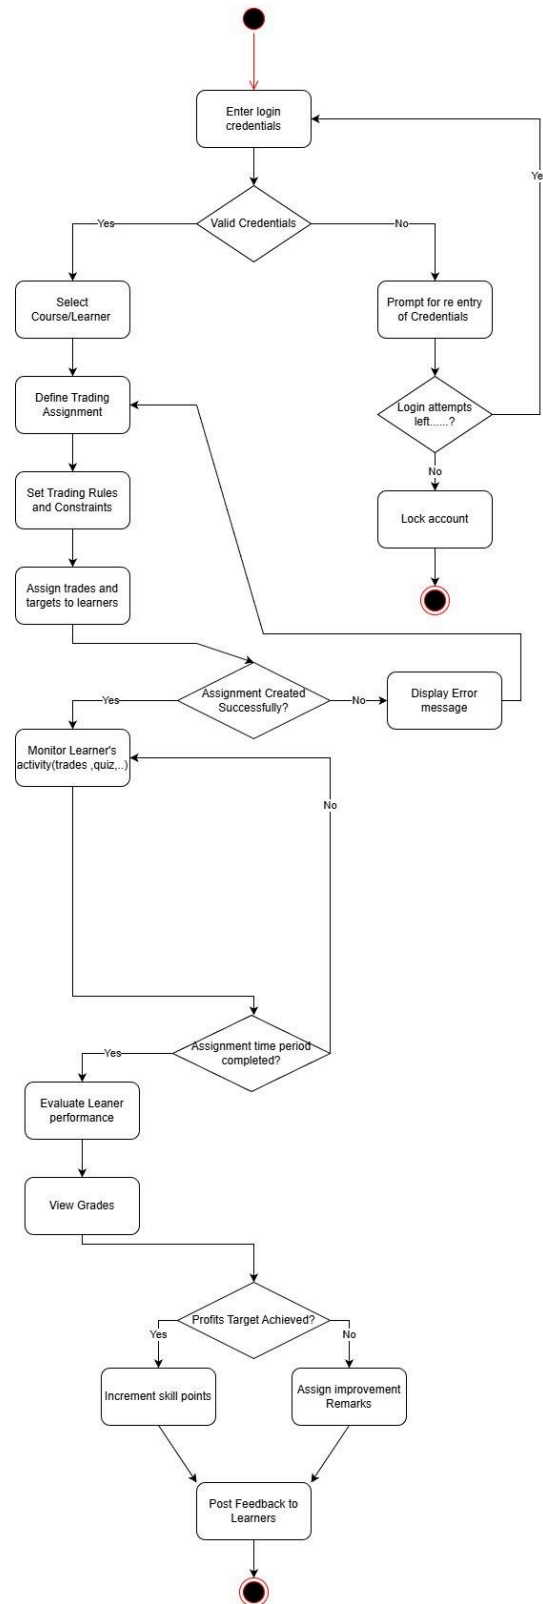 Enter login
credentials
Ye
Valid Credentials
Yes
No
Select
Course/Learner
Prompt for re entry
of Credentials
Define Trading
Assignment
Login attempts
left......?
No
Set Trading Rules
and Constraints
Lock account
Assign trades and
targets to learners
Assignment Created
Successfully?
Yes
No
Display Error
message
Monitor Learner's
activity(trades ,quiz,..)
No
Assignment time period
completed?
Yes
Evaluate Leaner
performance
View Grades
Profits Target Achieved?
Yes
No
Increment skill points
Assign improvement
Remarks
Post Feedback to
Learners